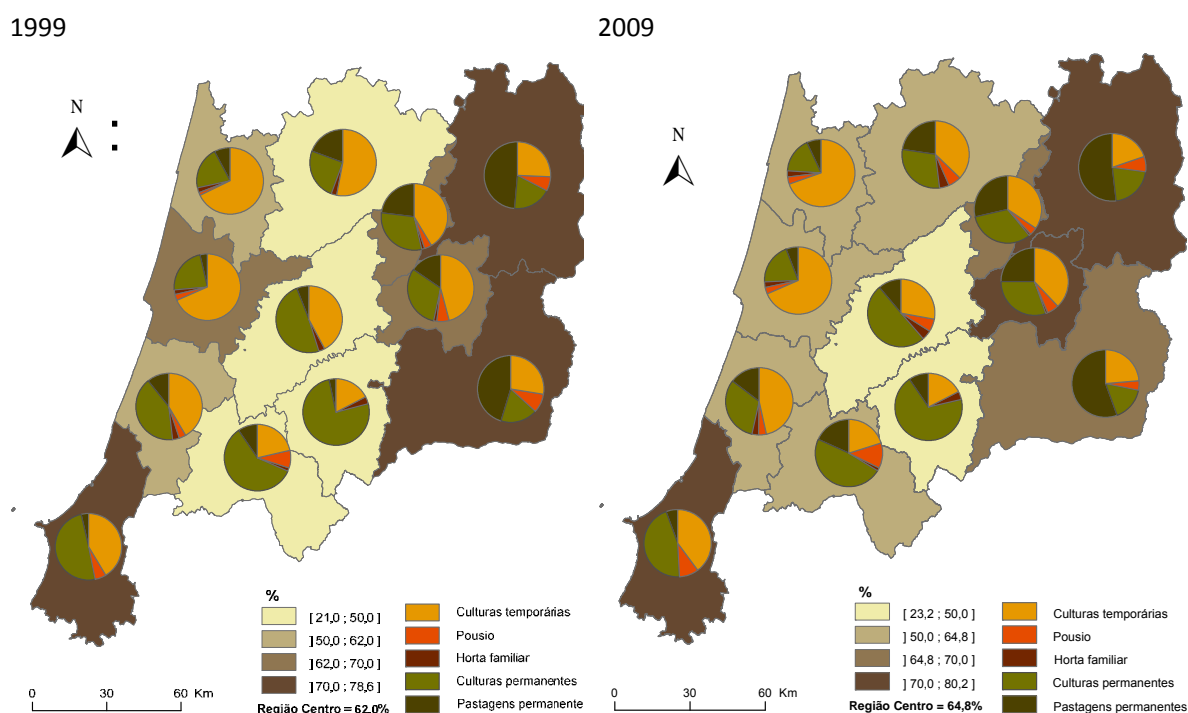 1999
N
%
[ 21,0 ; 50,0 ]
]50,0 ; 62,0 ]
]62,0 ; 70,0 ]
]70,0 ; 78,6 ]
Região Centro = 62,0%
Culturas temporárias
Pousio
Horta familiar
Culturas permanentes
Pastagens permanente
0 30 60 Km
2009
N
%
[ 23,2 ; 50,0 ]
] 50,0 ; 64,8 ]
] 64,8 ; 70,0 ]
] 70,0 ; 80,2 ]
Região Centro = 64,8%
Culturas temporárias
Pousio
Horta familiar
Culturas permanentes
Pastagens permanentes
0 30 60 Km